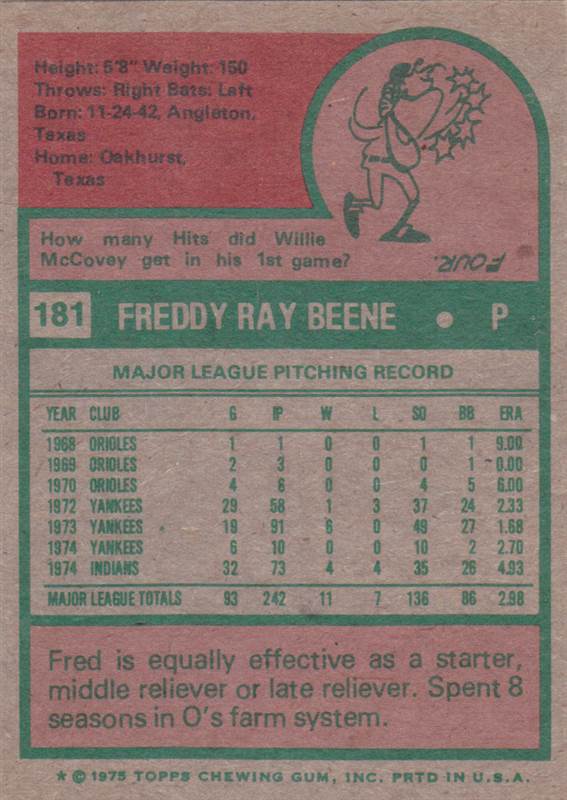 Height: 5'8" Weight: 150
Throws: Right Bats: Left
Born: 11-24-42, Angleton,
Texas
Home: Oakhurst,
Texas
How many Hits did Willie
McCovey get in his 1st game?
FOUR.
181 FREDDY RAY BEENE • P
MAJOR LEAGUE PITCHING RECORD
YEAR CLUB G IP W L SO BB ERA
1968 ORIOLES 1 1 0 0 1 1 9.00
1969 ORIOLES 2 3 0 0 0 1 0.00
1970 ORIOLES 4 6 0 0 4 5 6.00
1972 YANKEES 29 58 1 3 37 24 2.33
1973 YANKEES 19 91 6 0 49 27 1.68
1974 YANKEES 6 10 0 0 10 2 2.70
1974 INDIANS 32 73 4 4 35 26 4.93
MAJOR LEAGUE TOTALS 93 242 11 7 136 86 2.98
Fred is equally effective as a starter,
middle reliever or late reliever. Spent 8
seasons in O's farm system.
★ © 1975 TOPPS CHEWING GUM, INC. PRTD IN U.S.A.